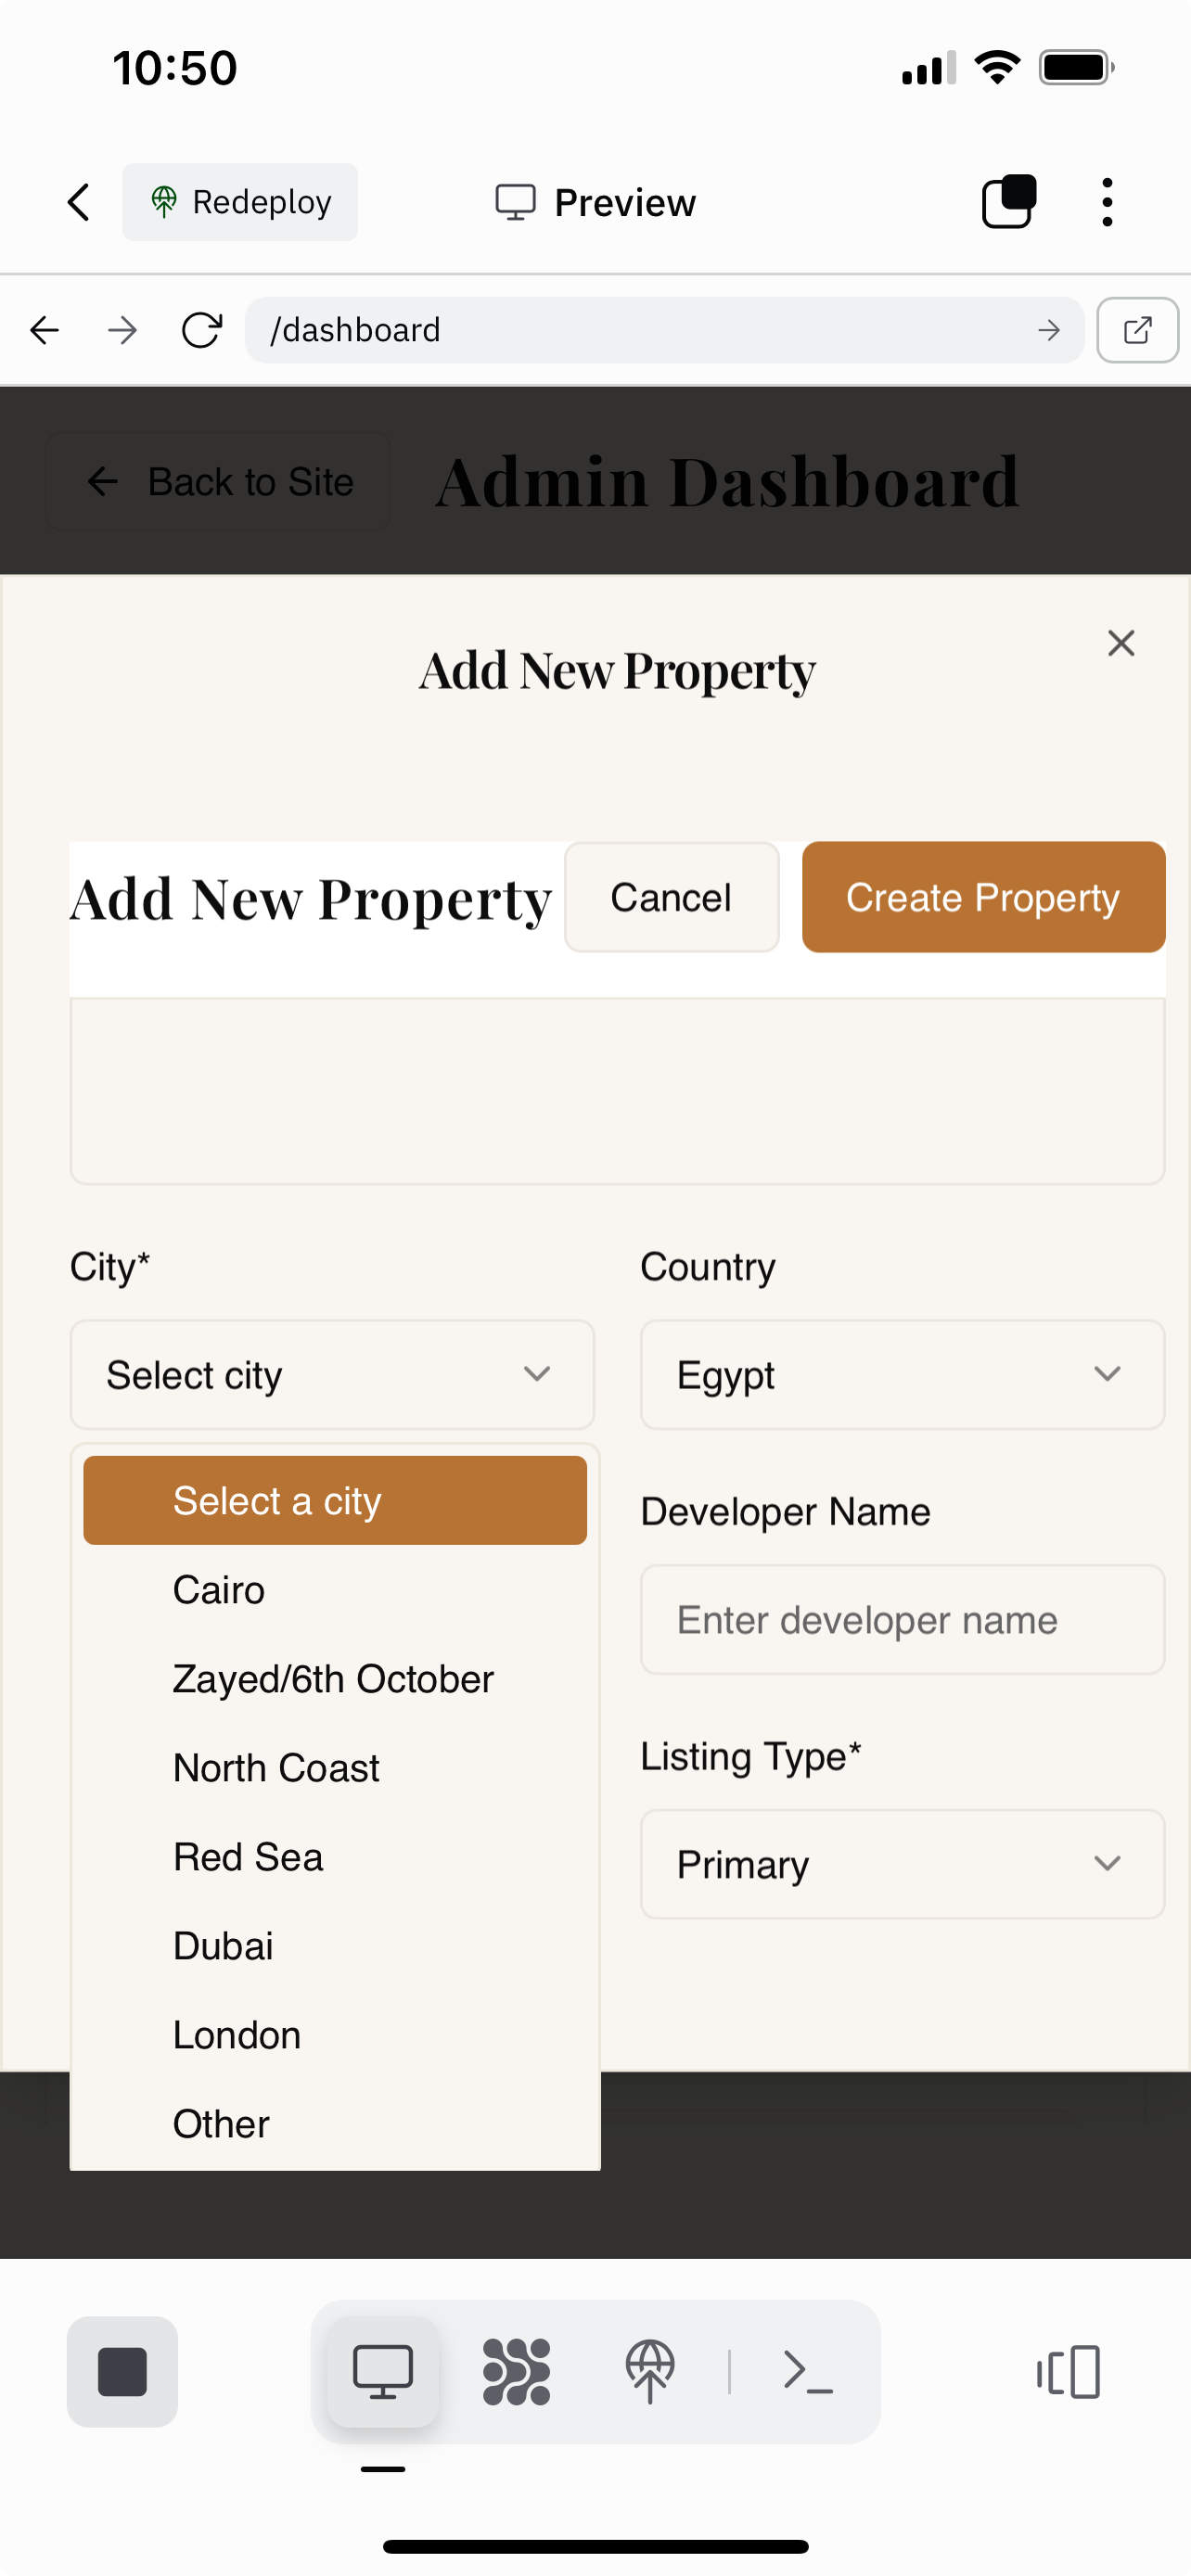 10:50
Redeploy
Preview
/dashboard
Back to Site
Admin Dashboard
Add New Property
Add New Property
Cancel
Create Property
City*
Country
Select city
Egypt
Select a city
Developer Name
Cairo
Enter developer name
Zayed/6th October
Listing Type*
North Coast
Red Sea
Primary
Dubai
London
Other